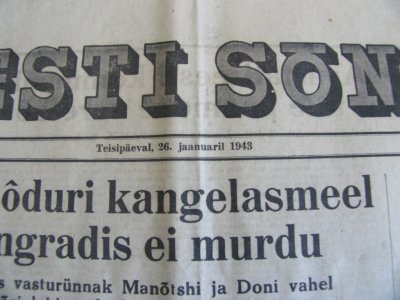 ESTI SÕN
Teisipäeval, 26. jaanuaril 1943
õduri kangelasmeel
ngradis ei murdu
s vasturünnak Manõtshi ja Doni vahel